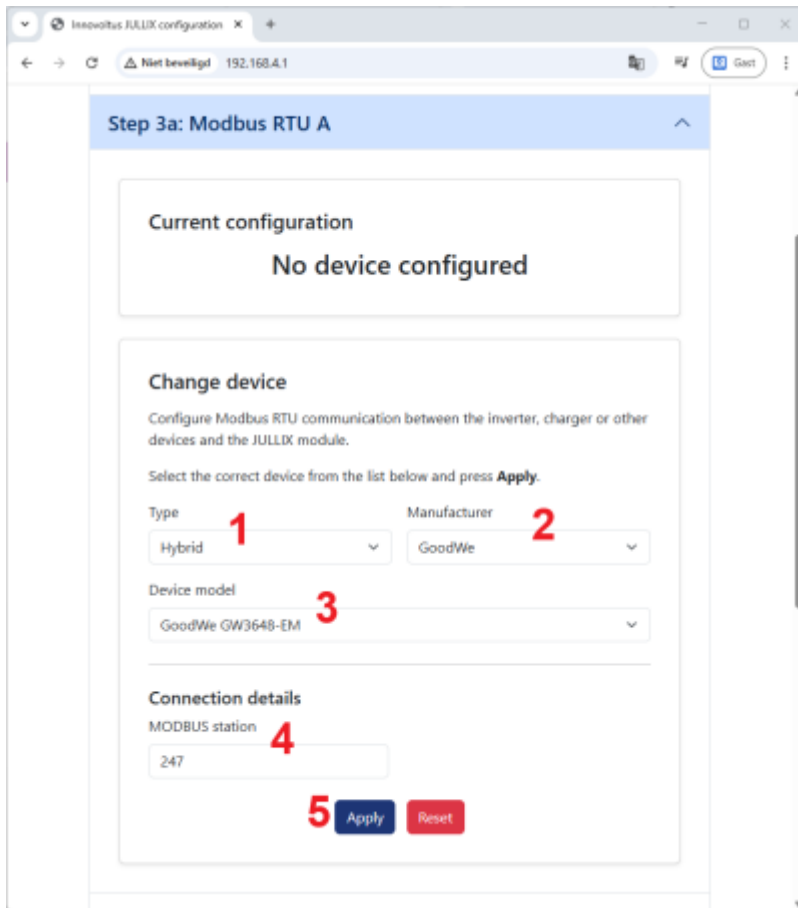 Innovoltus JULLIX configuration
Niet beveiligd 192.168.4.1 Gast
Step 3a: Modbus RTU A
Current configuration
No device configured
Change device
Configure Modbus RTU communication between the inverter, charger or other
devices and the JULLIX module.
Select the correct device from the list below and press Apply.
Type 1 Manufacturer 2
Hybrid GoodWe
Device model 3
GoodWe GW3648-EM
Connection details
MODBUS station 4
247
5 Apply Reset